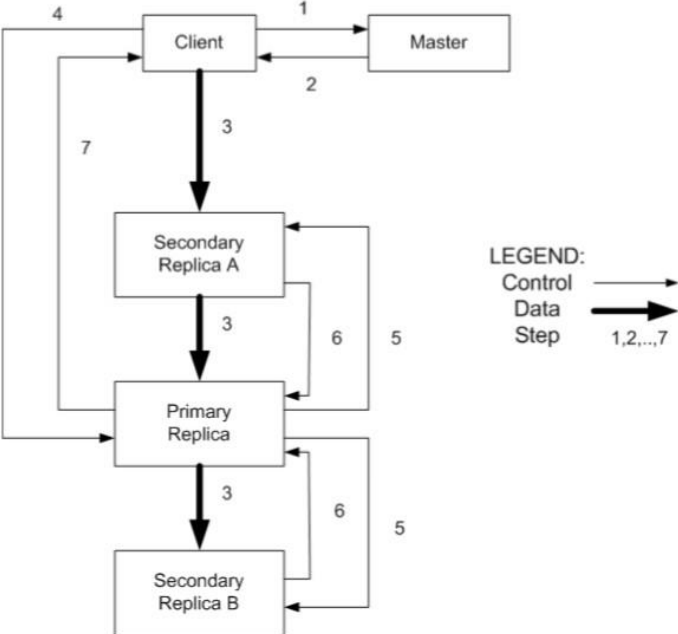 4
1
Client
Master
2
3
7
Secondary
Replica A
LEGEND:
Control
Data
Step 1,2,..,7
3
6
5
Primary
Replica
3
6
5
Secondary
Replica B